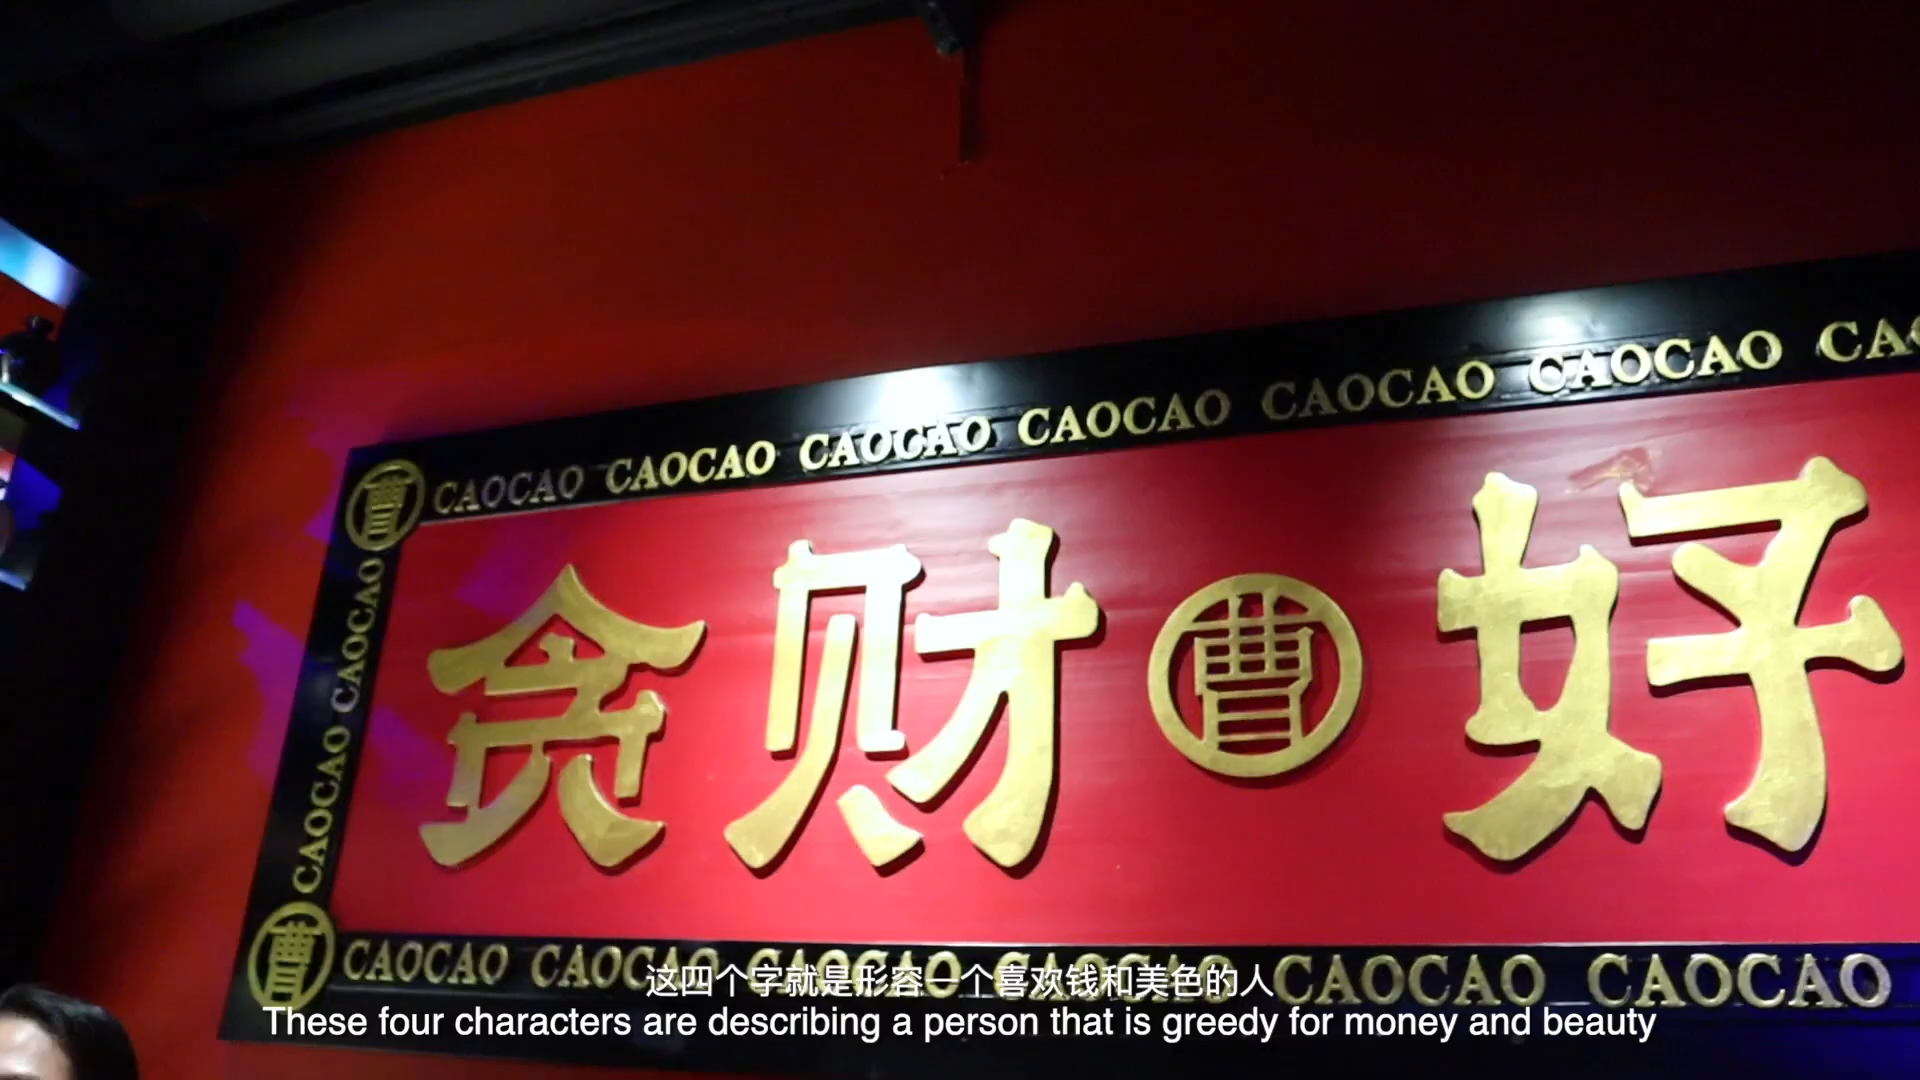 曹 CAOCAO CAOCAO CAOCAO CAOCAO CAOCAO CAOCAO
CAOCAO CAOCAO
贪财 曹 好
曹 CAOCAO CAOCAO CAOCAO CAOCAO CAOCAO
这四个字就是形容一个喜欢钱和美色的人
These four characters are describing a person that is greedy for money and beauty